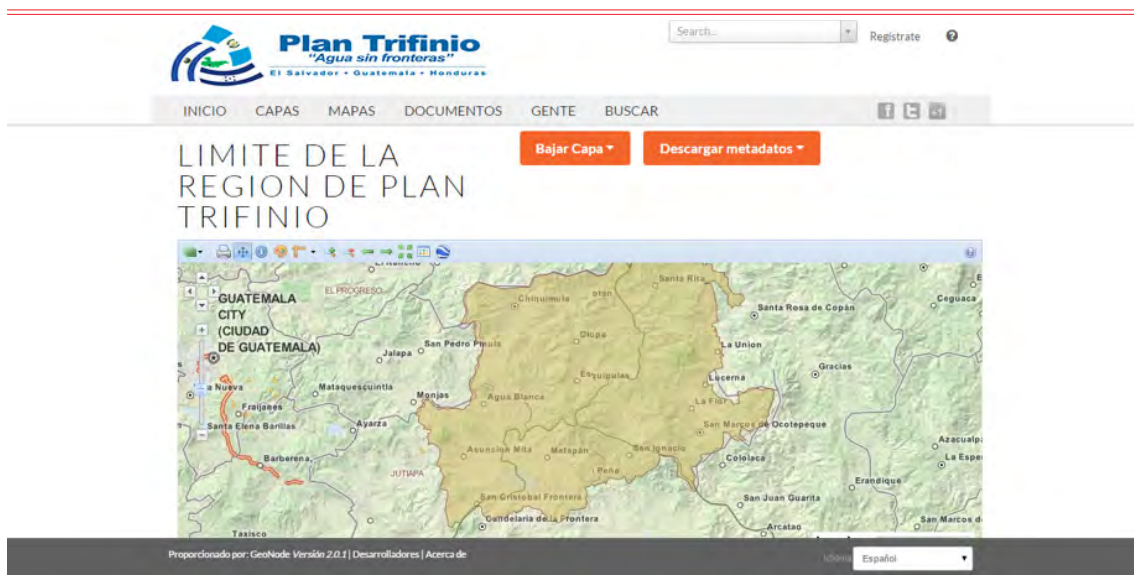 Search...
Regístrate
Plan Trifinio
"Agua sin fronteras"
El Salvador • Guatemala • Honduras
INICIO CAPAS MAPAS DOCUMENTOS GENTE BUSCAR
LIMITE DE LA
REGION DE PLAN
TRIFINIO
Bajar Capa
Descargar metadatos
EL PROGRESO
GUATEMALA
CITY
(CIUDAD
DE GUATEMALA)
Chiquimula
Santa Rita
Santa Rosa de Copán
Ceguaca
Olopa
Jalapa
San Pedro Pinula
La Union
Gracias
Esquipulas
Lucerna
a Nueva
Mataquescuintla
Monjas
Agua Blanca
La Flor
Fraijanes
Santa Elena Barillas
Ayarza
San Marcos de Ocotepeque
Asuncion Mita
Metapán
San Ignacio
Cololaca
Azacualp
La Espe
Barberena
JUTIAPA
Erandique
San Cristobal Frontera
San Juan Guarita
Candelaria de la Frontera
Arcatao
San Marcos d
Taxisco
Proporcionado por: GeoNode Versión 2.0.1 | Desarrolladores | Acerca de
Idioma
Español